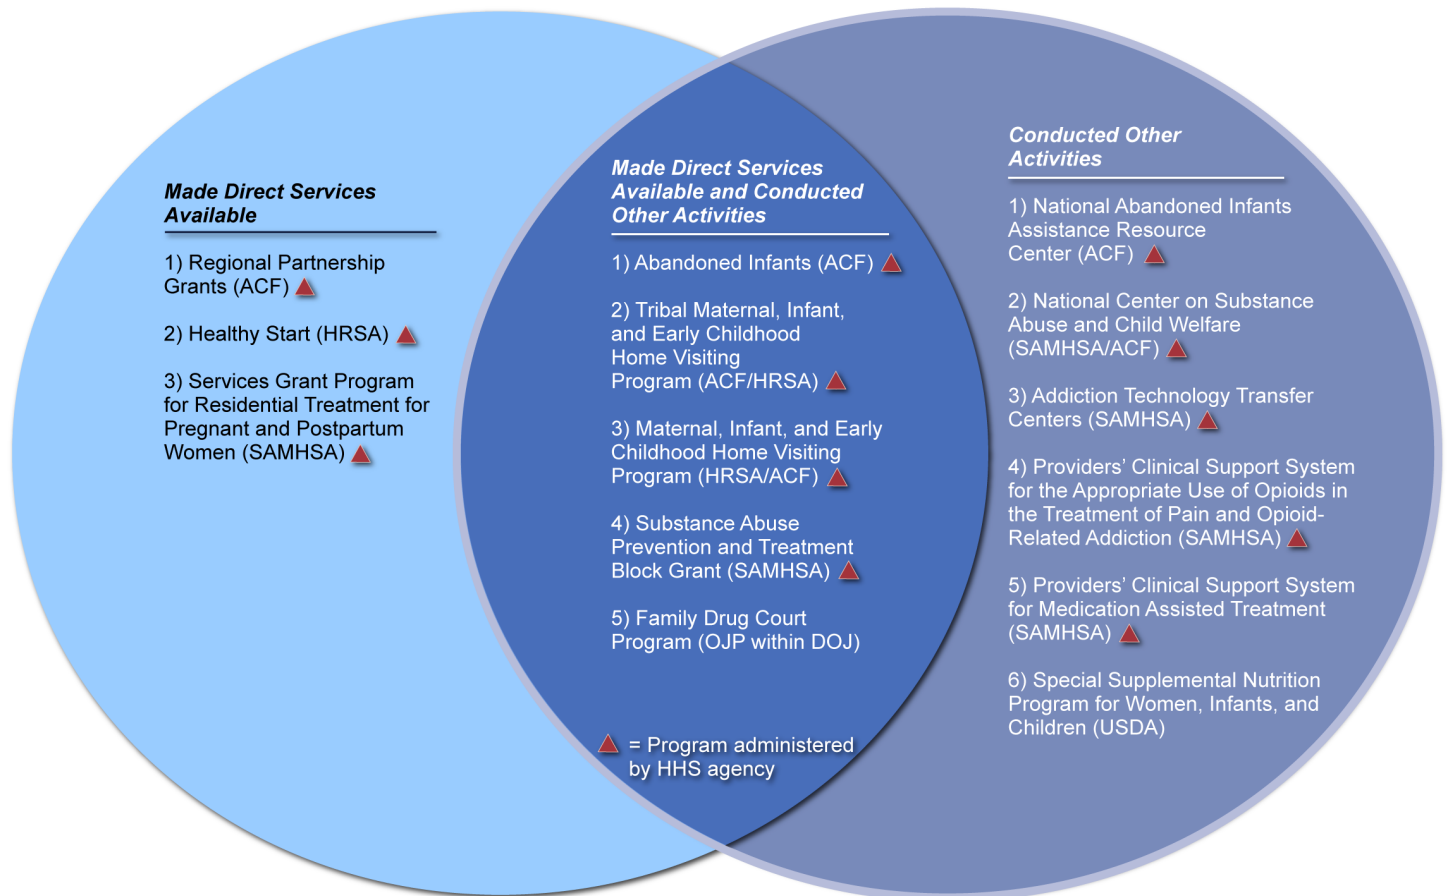 Made Direct Services
Available
1) Regional Partnership
Grants (ACF)
2) Healthy Start (HRSA)
3) Services Grant Program
for Residential Treatment for
Pregnant and Postpartum
Women (SAMHSA)
Made Direct Services
Available and Conducted
Other Activities
1) Abandoned Infants (ACF)
2) Tribal Maternal, Infant,
and Early Childhood
Home Visiting
Program (ACF/HRSA)
3) Maternal, Infant, and Early
Childhood Home Visiting
Program (HRSA/ACF)
4) Substance Abuse
Prevention and Treatment
Block Grant (SAMHSA)
5) Family Drug Court
Program (OJP within DOJ)
= Program administered
by HHS agency
Conducted Other
Activities
1) National Abandoned Infants
Assistance Resource
Center (ACF)
2) National Center on Substance
Abuse and Child Welfare
(SAMHSA/ACF)
3) Addiction Technology Transfer
Centers (SAMHSA)
4) Providers’ Clinical Support System
for the Appropriate Use of Opioids in
the Treatment of Pain and Opioid-
Related Addiction (SAMHSA)
5) Providers’ Clinical Support System
for Medication Assisted Treatment
(SAMHSA)
6) Special Supplemental Nutrition
Program for Women, Infants, and
Children (USDA)